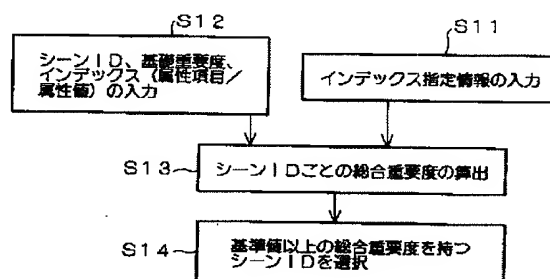 S12
シーンID、基礎重要度、
インデックス(属性項目/
属性値)の入力
S11
インデックス指定情報の入力
S13
シーンIDごとの総合重要度の算出
S14
基準値以上の総合重要度を持つ
シーンIDを選択